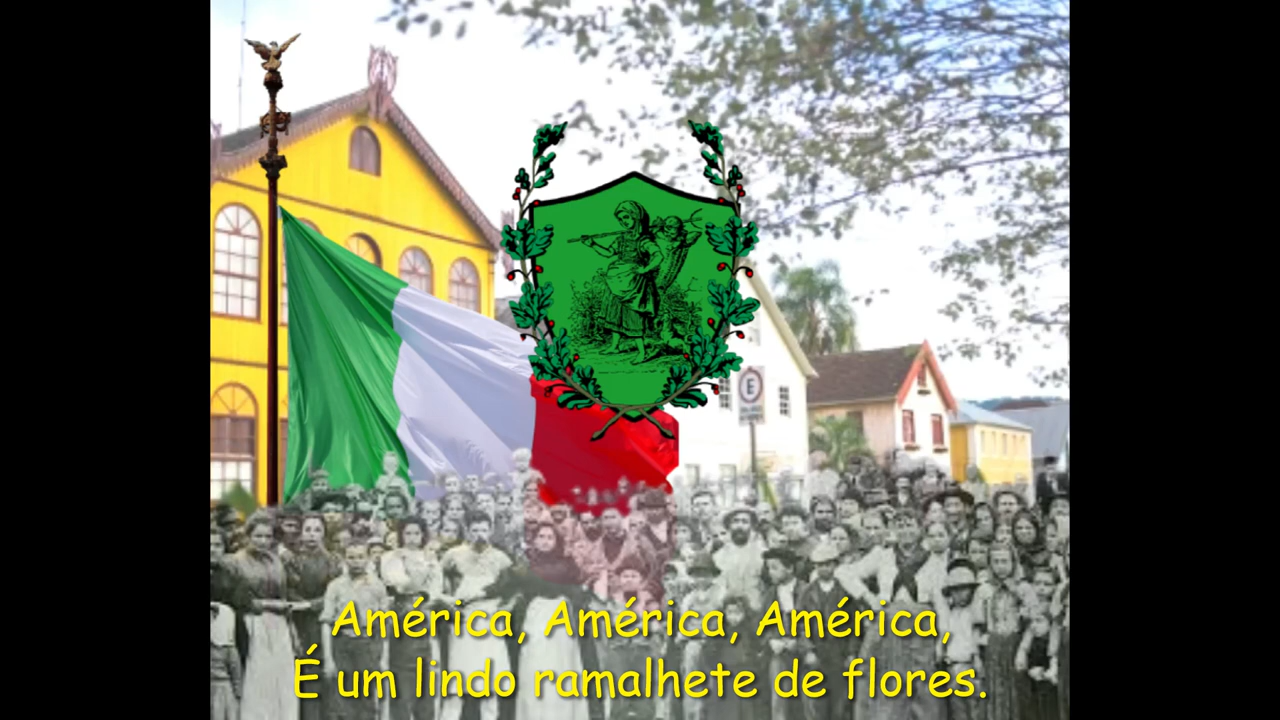 E
América, América, América,
É um lindo ramalhete de flores.